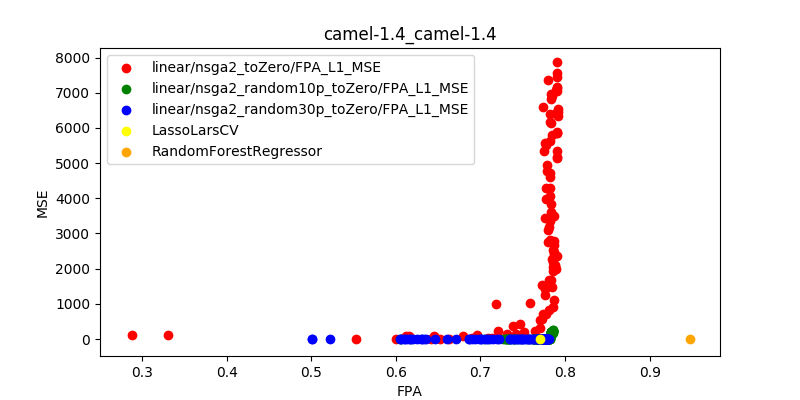 camel-1.4_camel-1.4
linear/nsga2_toZero/FPA_L1_MSE
linear/nsga2_random10p_toZero/FPA_L1_MSE
linear/nsga2_random30p_toZero/FPA_L1_MSE
LassoLarsCV
RandomForestRegressor
MSE
8000
7000
6000
5000
4000
3000
2000
1000
0
0.3 0.4 0.5 0.6 0.7 0.8 0.9
FPA